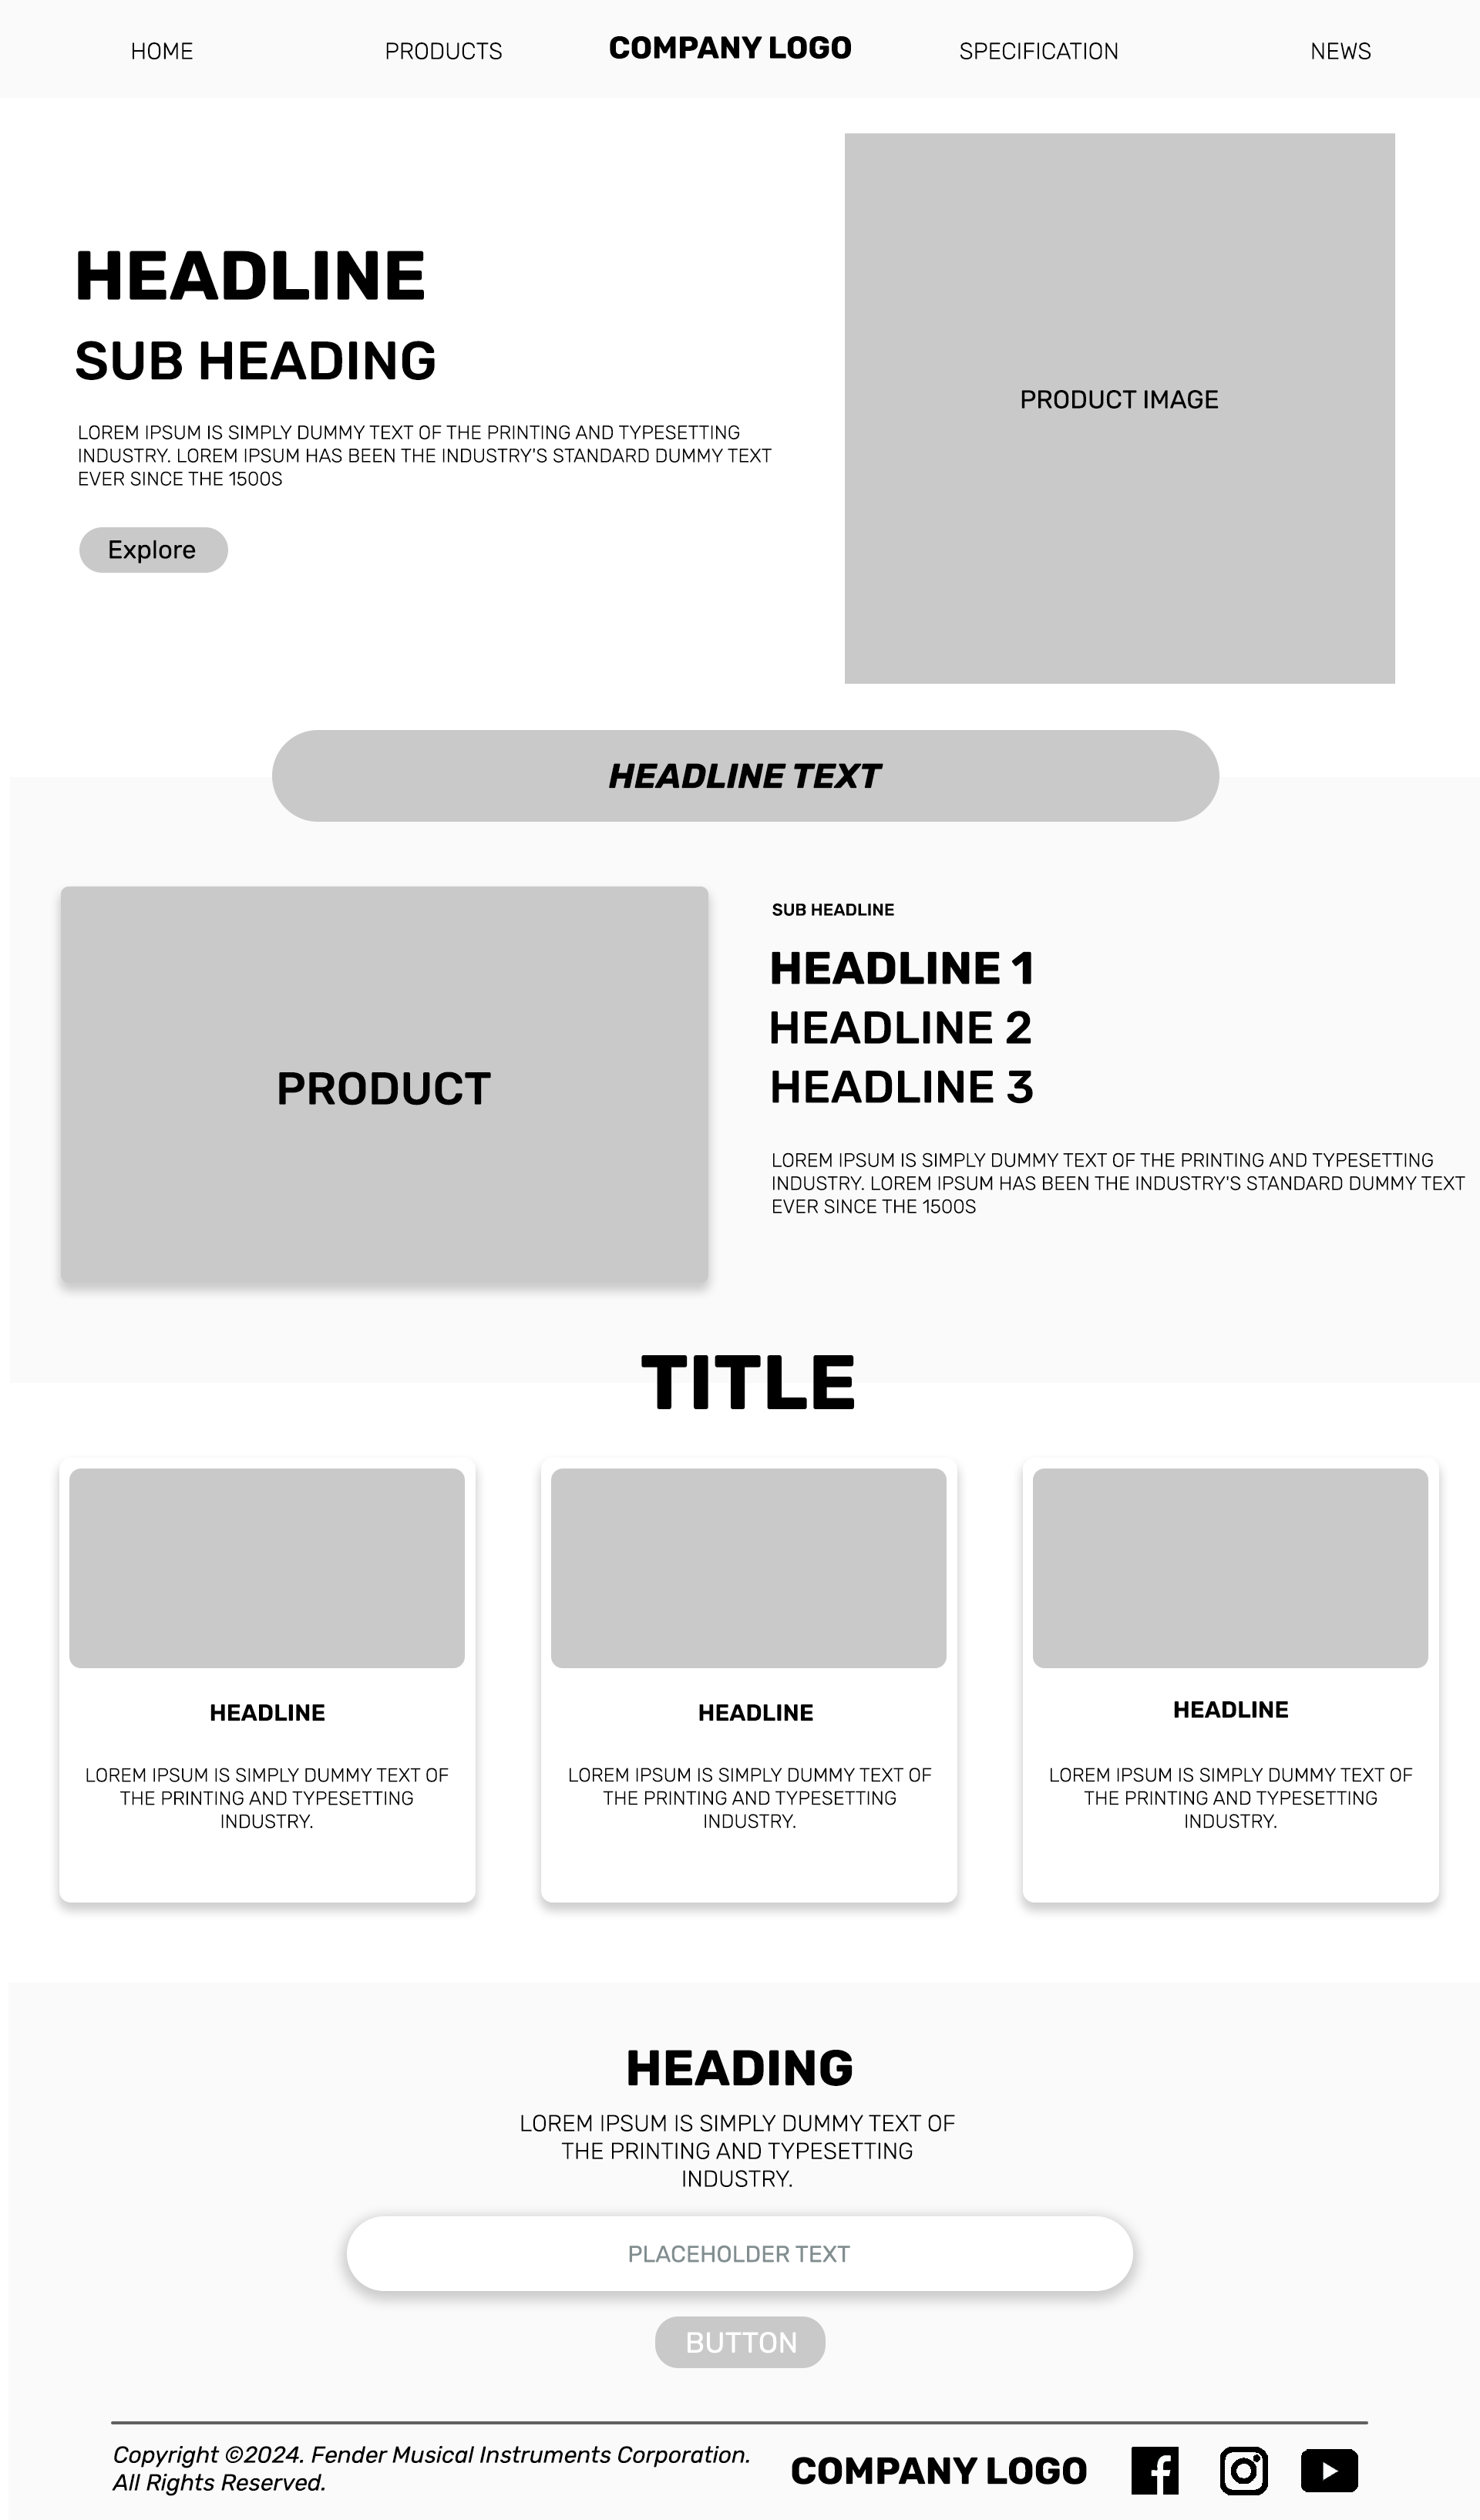 HOME
PRODUCTS
COMPANY LOGO
SPECIFICATION
NEWS
HEADLINE
SUB HEADING
LOREM IPSUM IS SIMPLY DUMMY TEXT OF THE PRINTING AND TYPESETTING
INDUSTRY. LOREM IPSUM HAS BEEN THE INDUSTRY'S STANDARD DUMMY TEXT
EVER SINCE THE 1500S
Explore
PRODUCT IMAGE
HEADLINE TEXT
PRODUCT
SUB HEADLINE
HEADLINE 1
HEADLINE 2
HEADLINE 3
LOREM IPSUM IS SIMPLY DUMMY TEXT OF THE PRINTING AND TYPESETTING
INDUSTRY. LOREM IPSUM HAS BEEN THE INDUSTRY'S STANDARD DUMMY TEXT
EVER SINCE THE 1500S
TITLE
HEADLINE
LOREM IPSUM IS SIMPLY DUMMY TEXT OF
THE PRINTING AND TYPESETTING
INDUSTRY.
HEADLINE
LOREM IPSUM IS SIMPLY DUMMY TEXT OF
THE PRINTING AND TYPESETTING
INDUSTRY.
HEADLINE
LOREM IPSUM IS SIMPLY DUMMY TEXT OF
THE PRINTING AND TYPESETTING
INDUSTRY.
HEADING
LOREM IPSUM IS SIMPLY DUMMY TEXT OF
THE PRINTING AND TYPESETTING
INDUSTRY.
PLACEHOLDER TEXT
BUTTON
Copyright ©2024. Fender Musical Instruments Corporation.
All Rights Reserved.
COMPANY LOGO